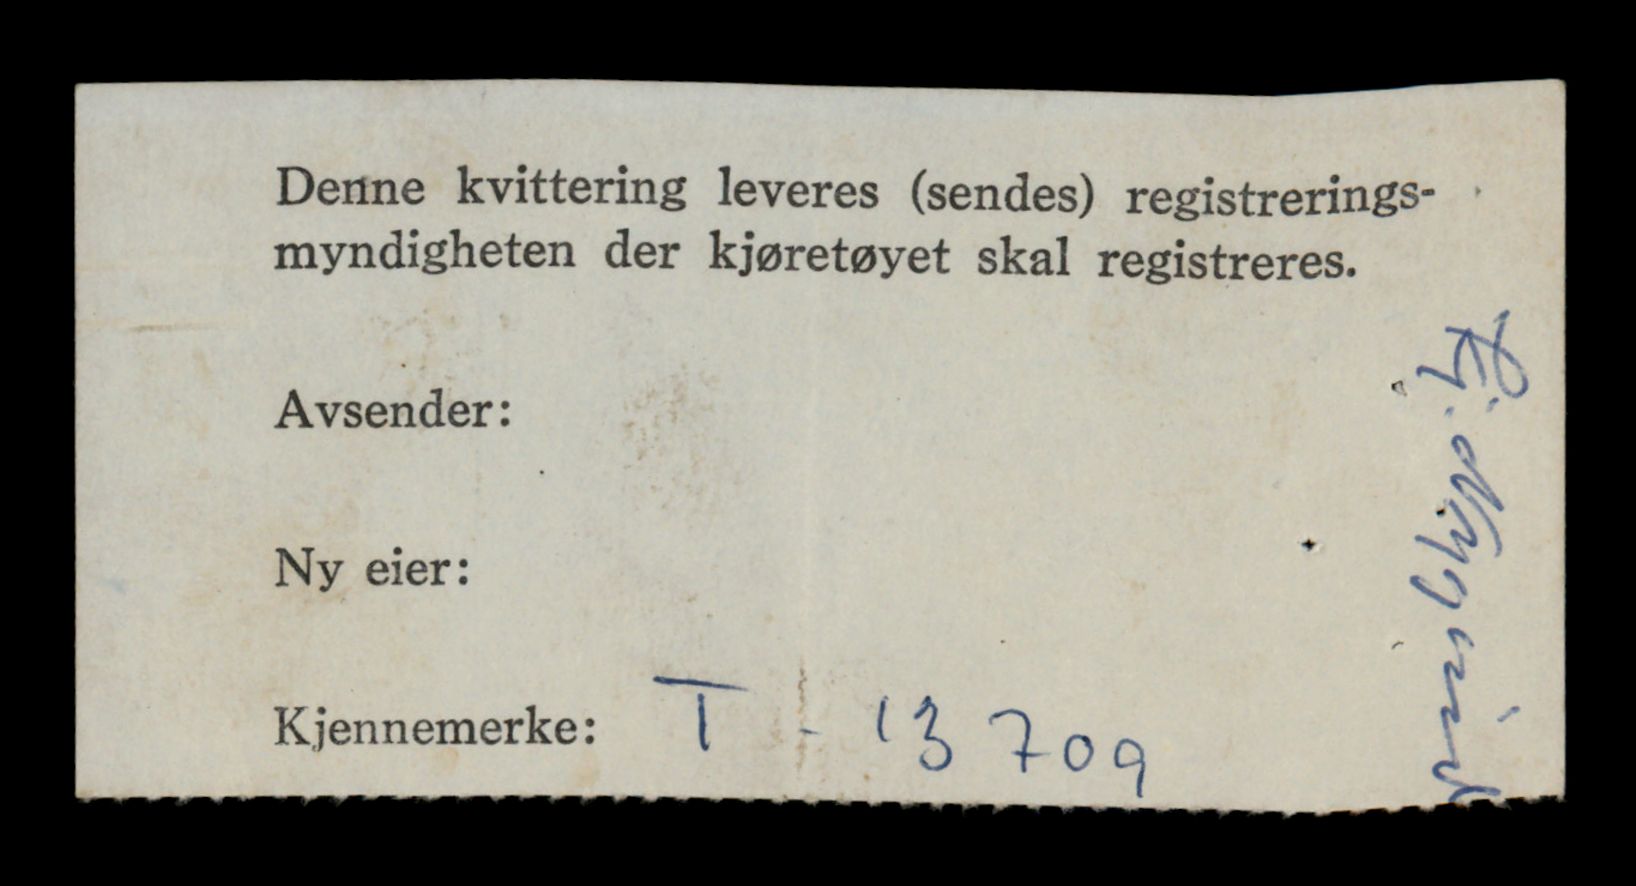 Denne kvittering leveres (sendes) registrerings-
myndigheten der kjøretøyet skal registreres.
Avsender:
Ny eier:
Kjennemerke: T - 13709